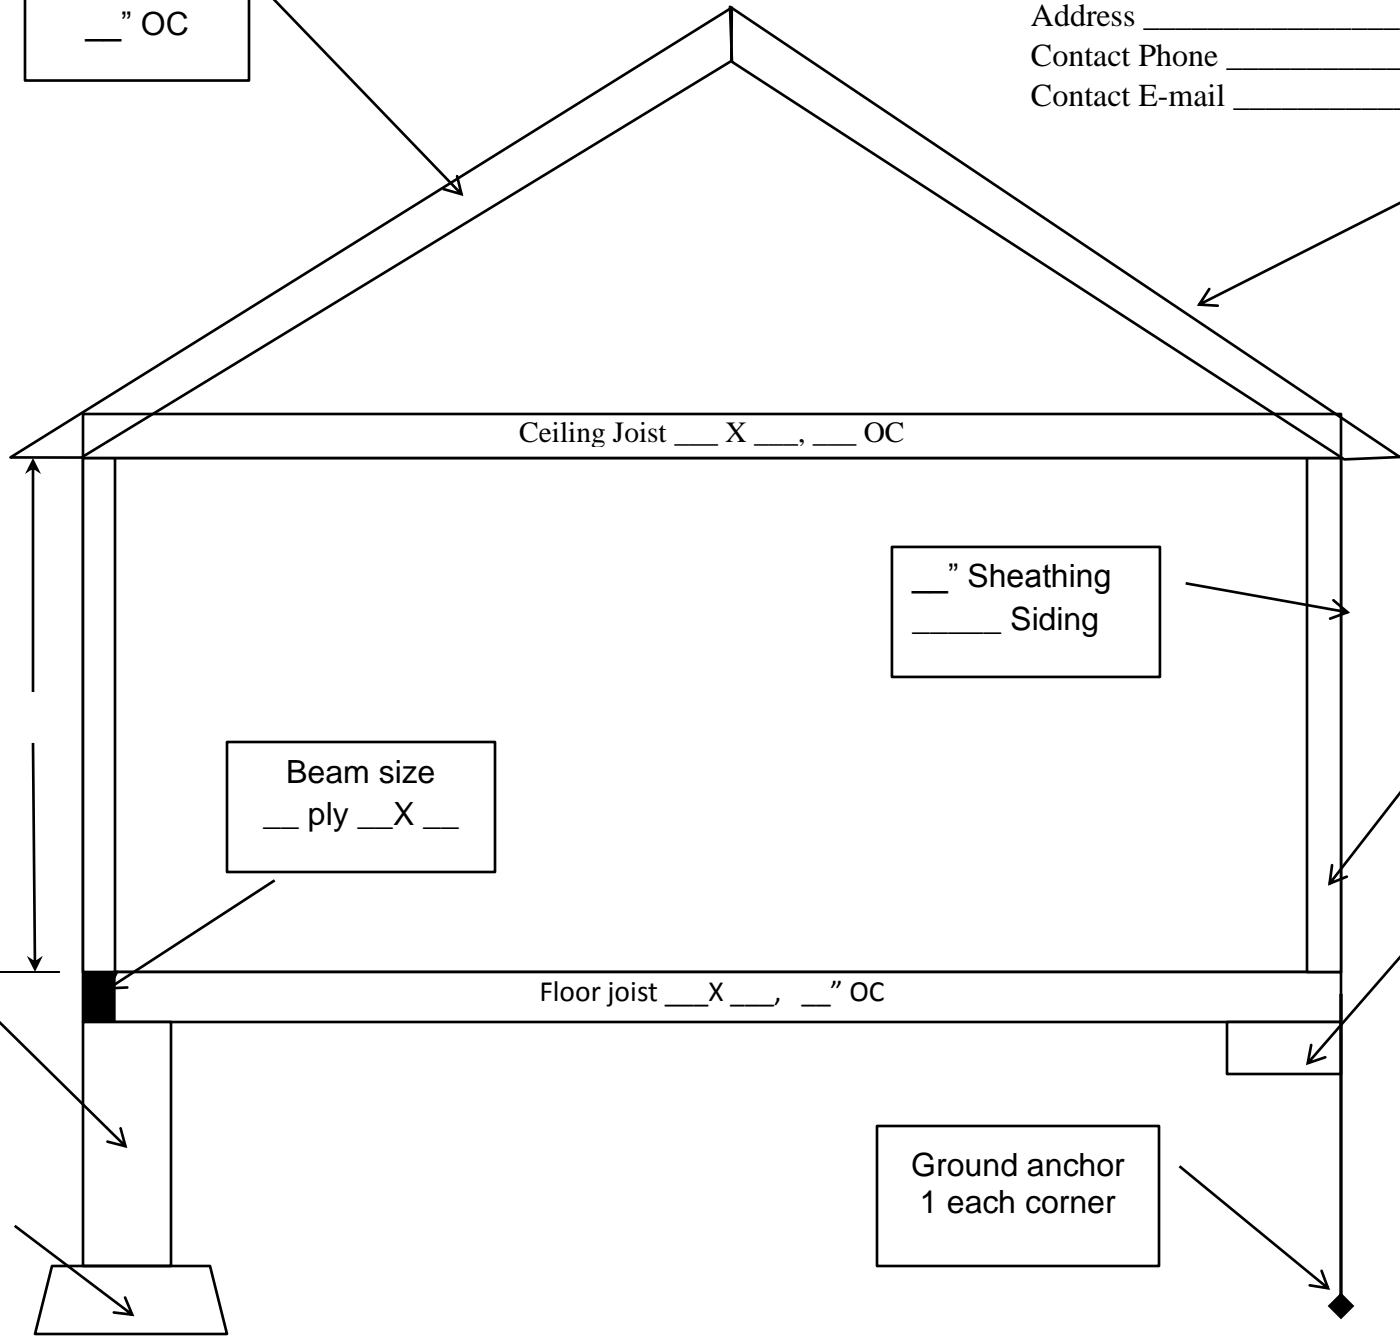 __” OC
Address ________________
Contact Phone ___________
Contact E-mail __________
Ceiling Joist ___ X ___, ___ OC
__” Sheathing
_____ Siding
Beam size
__ ply __X __
Floor joist ___X ___, __” OC
Ground anchor
1 each corner